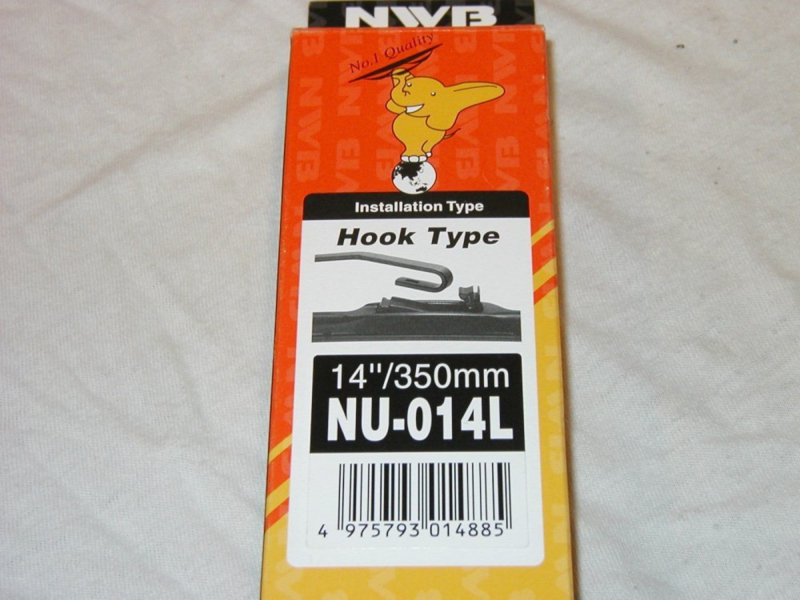 NWB
No.1 Quality
Installation Type
Hook Type
14"/350mm
NU-014L
4 975793 014885